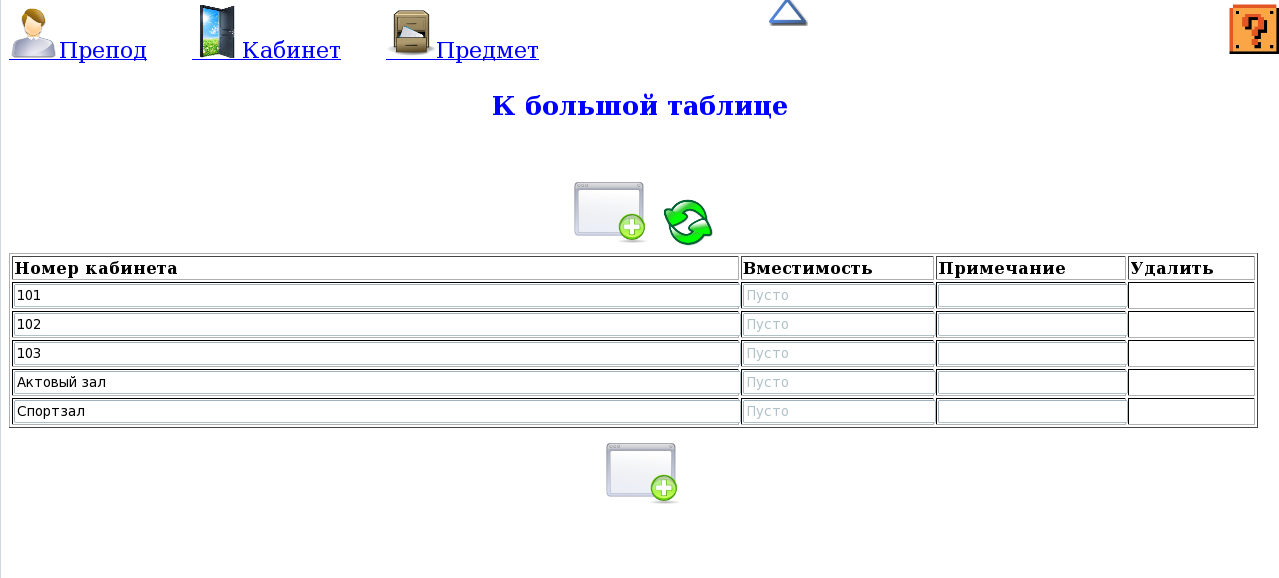 Препод Кабинет Предмет
К большой таблице
Номер кабинета Вместимость Примечание Удалить
101 Пусто
102 Пусто
103 Пусто
Актовый зал Пусто
Спортзал Пусто